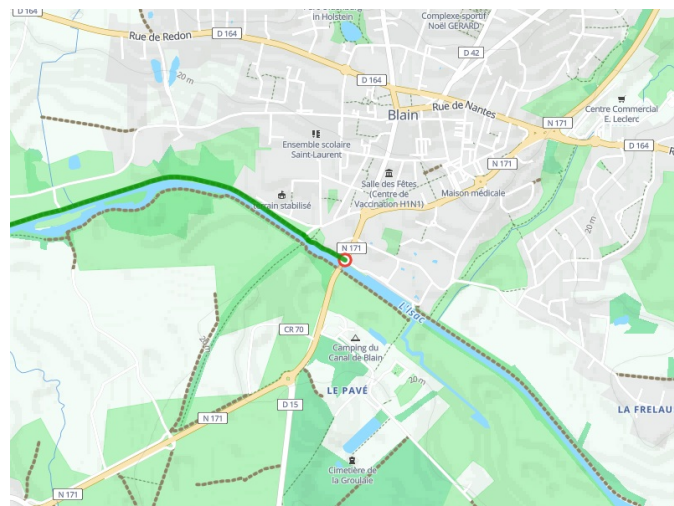 In Holstein
Complexe sportif
Noël GERARD
D 164
Rue de Redon
D 164
D 42
20 m
D 164
Rue de Nantes
Blain
N 171
Centre Commercial
E. Leclerc
Ensemble scolaire
Saint-Laurent
D 164
N 171
Salle des Fêtes
(Centre de
Vaccination H1N1)
Maison médicale
terrain stabilisé
20 m
N 171
L'Isac
CR 70
Camping du
Canal de Blain
20 m
LE PAVÉ
D 15
LA FRELAU
N 171
Cimetière de
la Groulaie
N 171